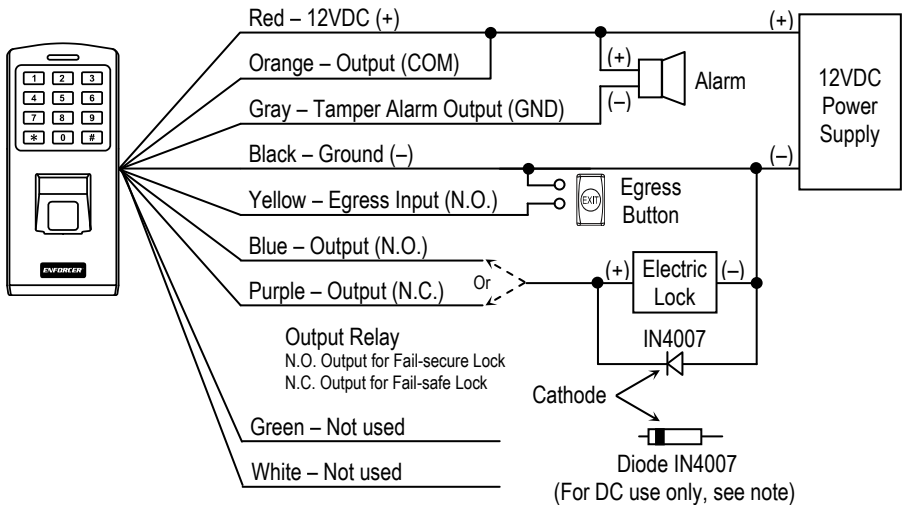 Red – 12VDC (+)
(+)
Orange – Output (COM)
(+)
Alarm
12VDC
Power
Supply
Gray – Tamper Alarm Output (GND)
(–)
Black – Ground (–)
(–)
Yellow – Egress Input (N.O.)
EXIT
Egress
Button
Blue – Output (N.O.)
Purple – Output (N.C.)
Or
(+)
Electric
Lock
(–)
Output Relay
N.O. Output for Fail-secure Lock
N.C. Output for Fail-safe Lock
IN4007
Cathode
Green – Not used
White – Not used
Diode IN4007
(For DC use only, see note)
1 2 3
4 5 6
7 8 9
* 0 #
ENFORCER